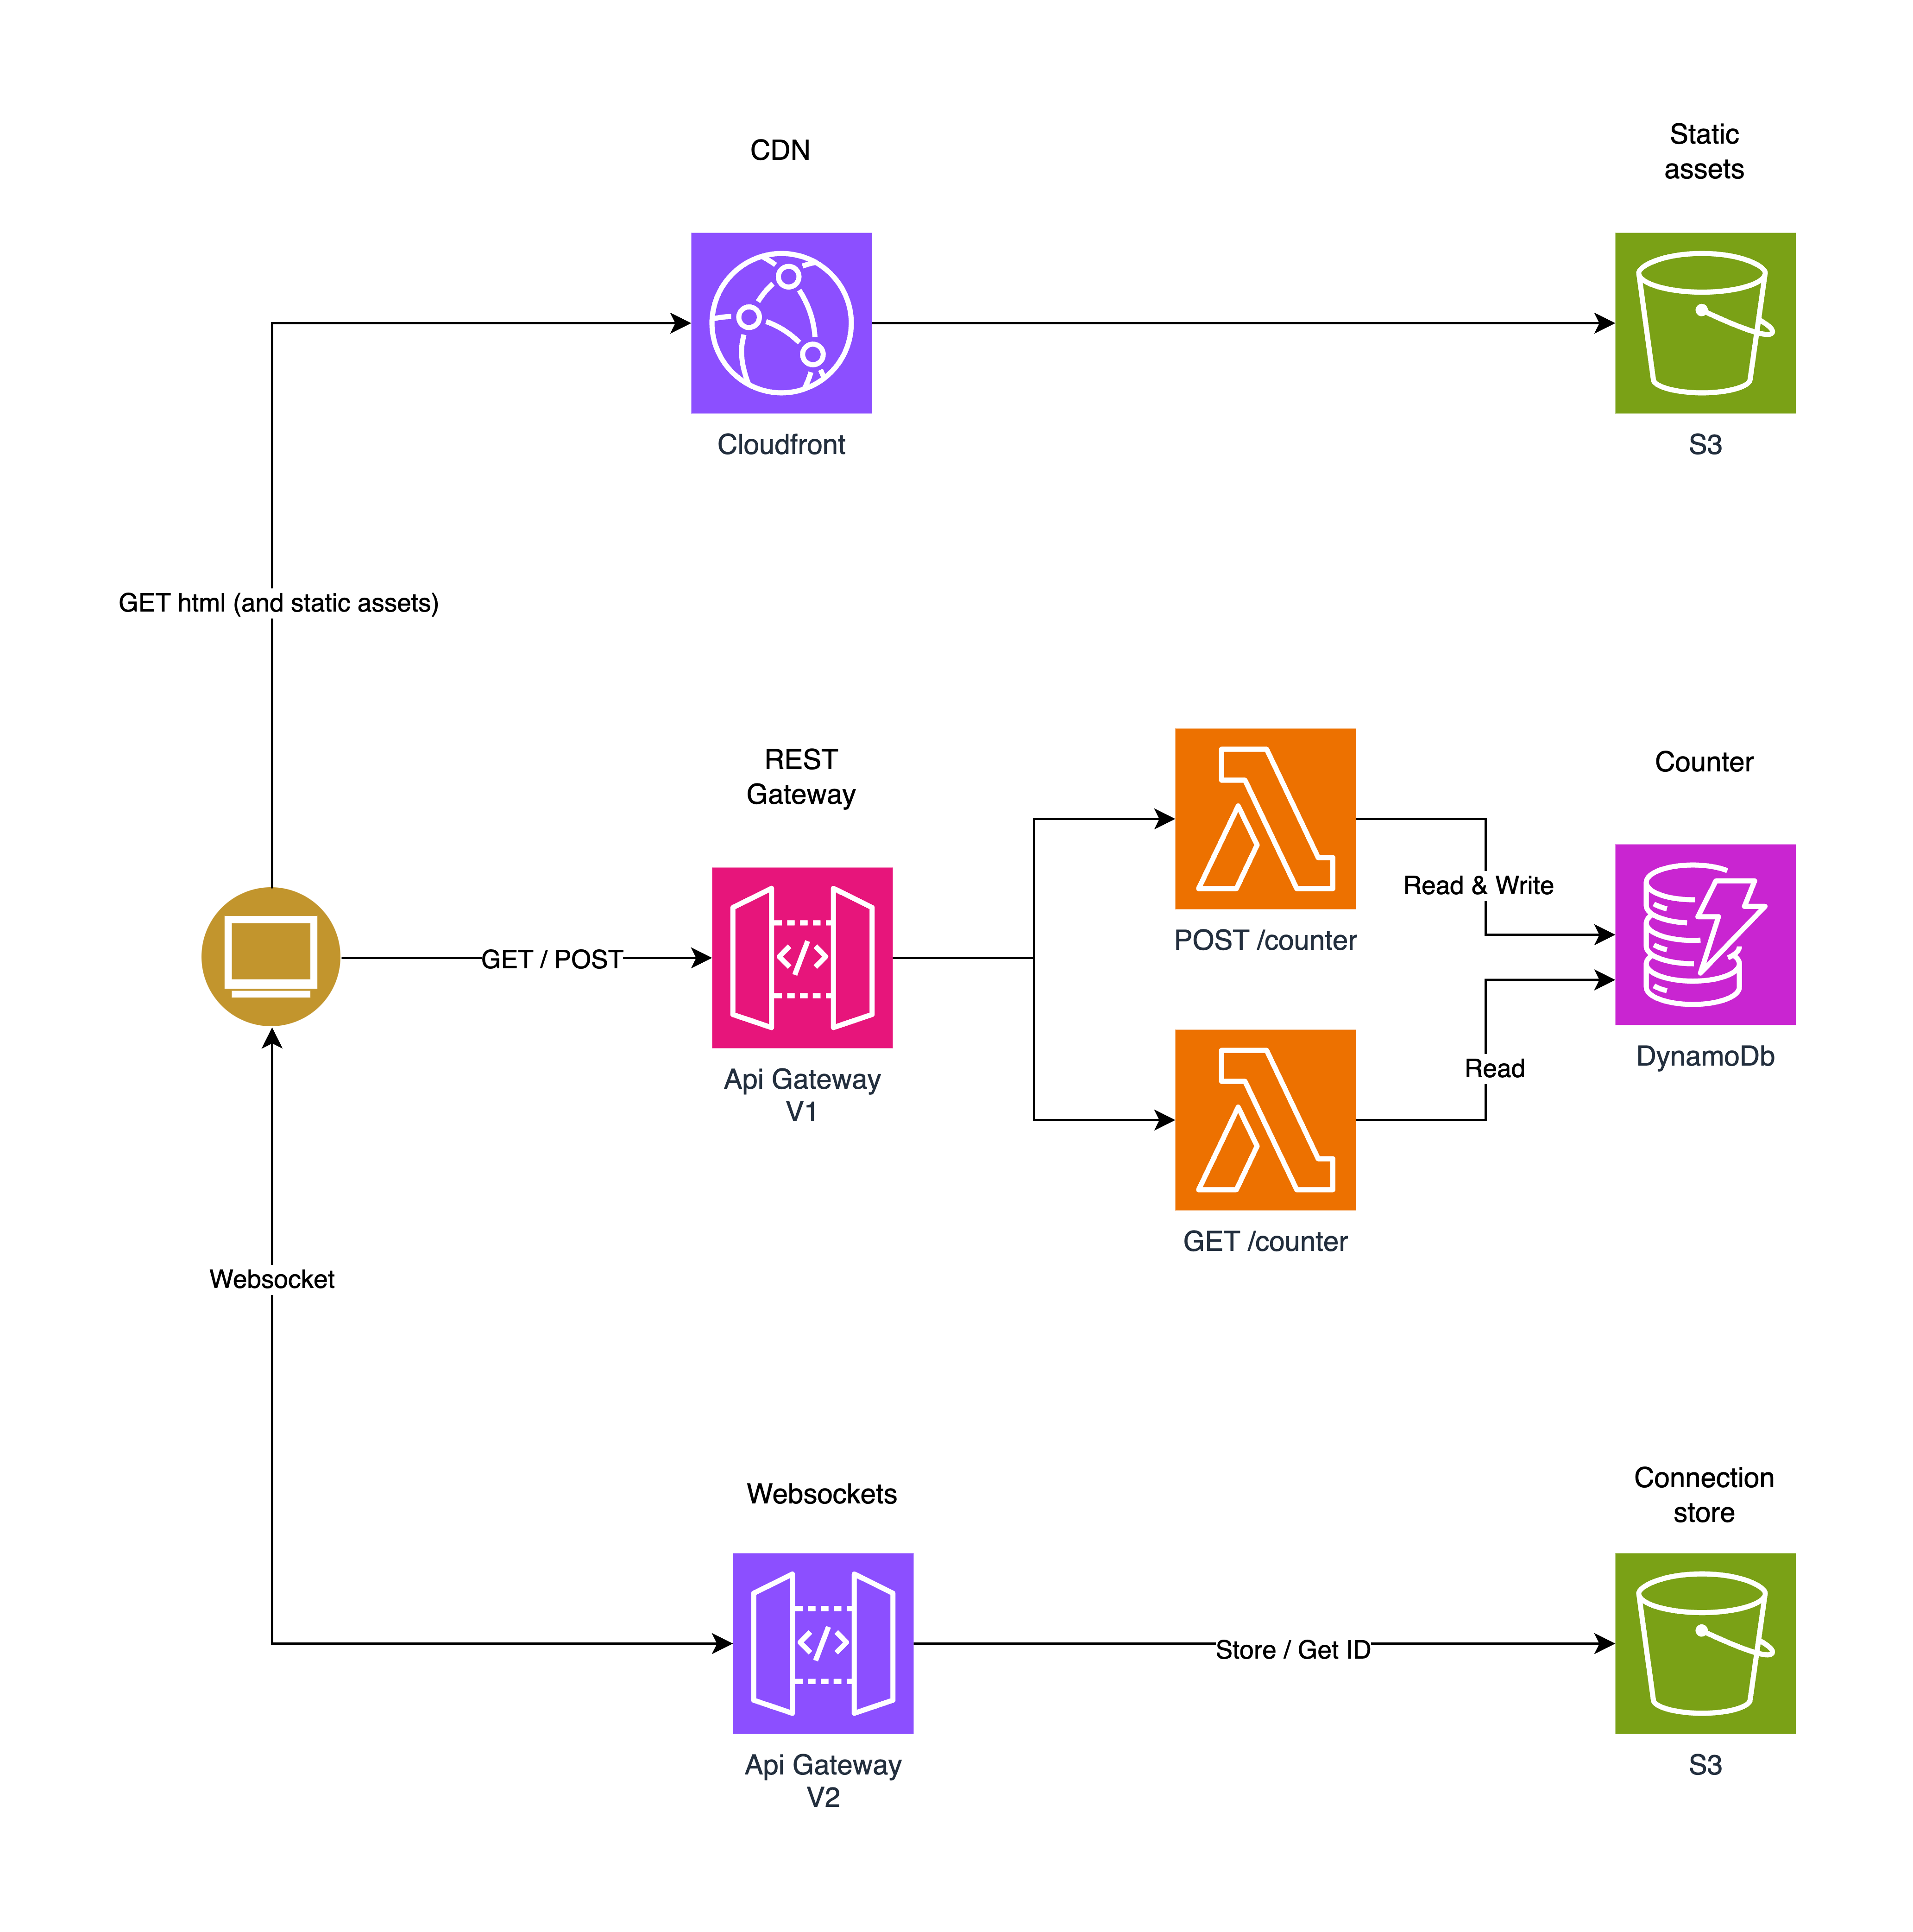 CDN
Static
assets
Cloudfront
S3
GET html (and static assets)
REST
Gateway
Counter
Read & Write
POST /counter
GET / POST
DynamoDb
Read
Api Gateway
V1
GET /counter
Websocket
Websockets
Connection
store
Store / Get ID
Api Gateway
V2
S3